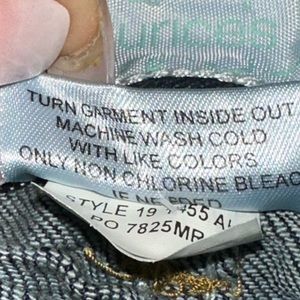 TURN GARMENT INSIDE OUT
MACHINE WASH COLD
WITH LIKE COLORS
ONLY NON CHLORINE BLEAC
IF NEEDED
STYLE 19
PO 7825MP